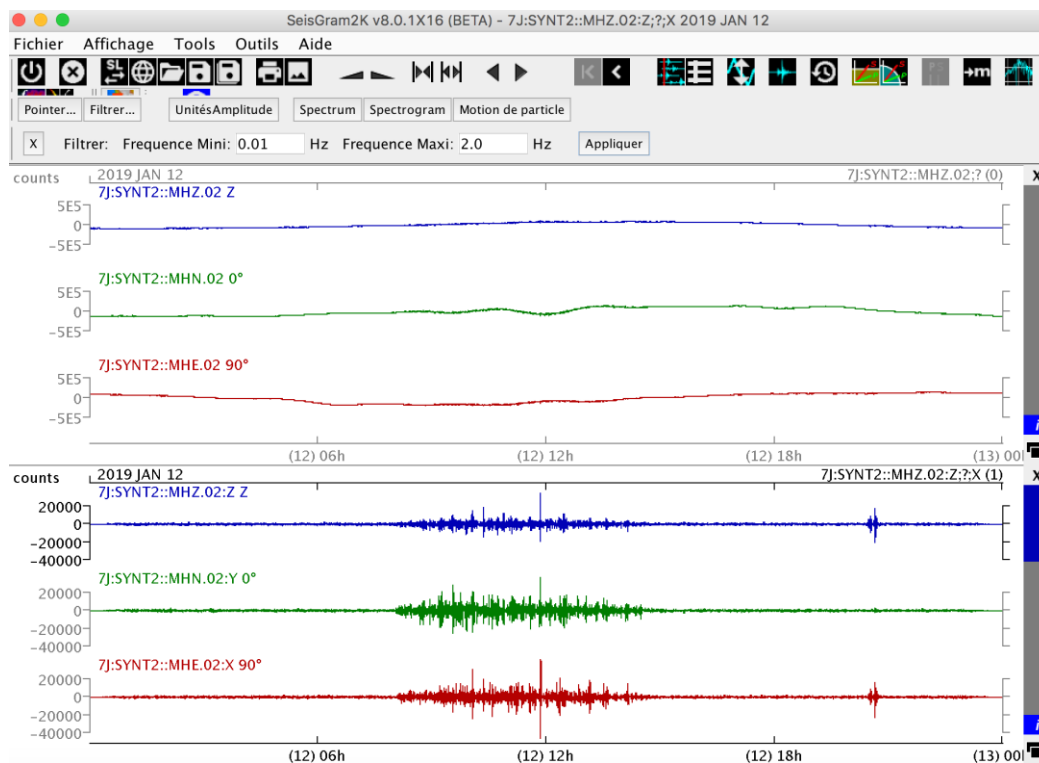 SeisGram2K v8.0.1X16 (BETA) - 7J:SYNT2::MHZ.02:Z;?;X 2019 JAN 12
Fichier Affichage Tools Outils Aide
SL
m
Pointer... Filtrer... UnitésAmplitude Spectrum Spectrogram Motion de particle
X Filtrer: Frequence Mini: 0.01 Hz Frequence Maxi: 2.0 Hz Appliquer
counts 2019 JAN 12 7J:SYNT2::MHZ.02;? (0) X
7J:SYNT2::MHZ.02 Z
5E5
0
-5E5
7J:SYNT2::MHN.02 0°
5E5
0
-5E5
7J:SYNT2::MHE.02 90°
5E5
0
-5E5
i
(12) 06h (12) 12h (12) 18h (13) 00
counts 2019 JAN 12 7J:SYNT2::MHZ.02:Z;?;X (1) X
7J:SYNT2::MHZ.02:Z Z
20000
0
-20000
-40000
7J:SYNT2::MHN.02:Y 0°
20000
0
-20000
-40000
7J:SYNT2::MHE.02:X 90°
20000
0
-20000
-40000
i
(12) 06h (12) 12h (12) 18h (13) 00